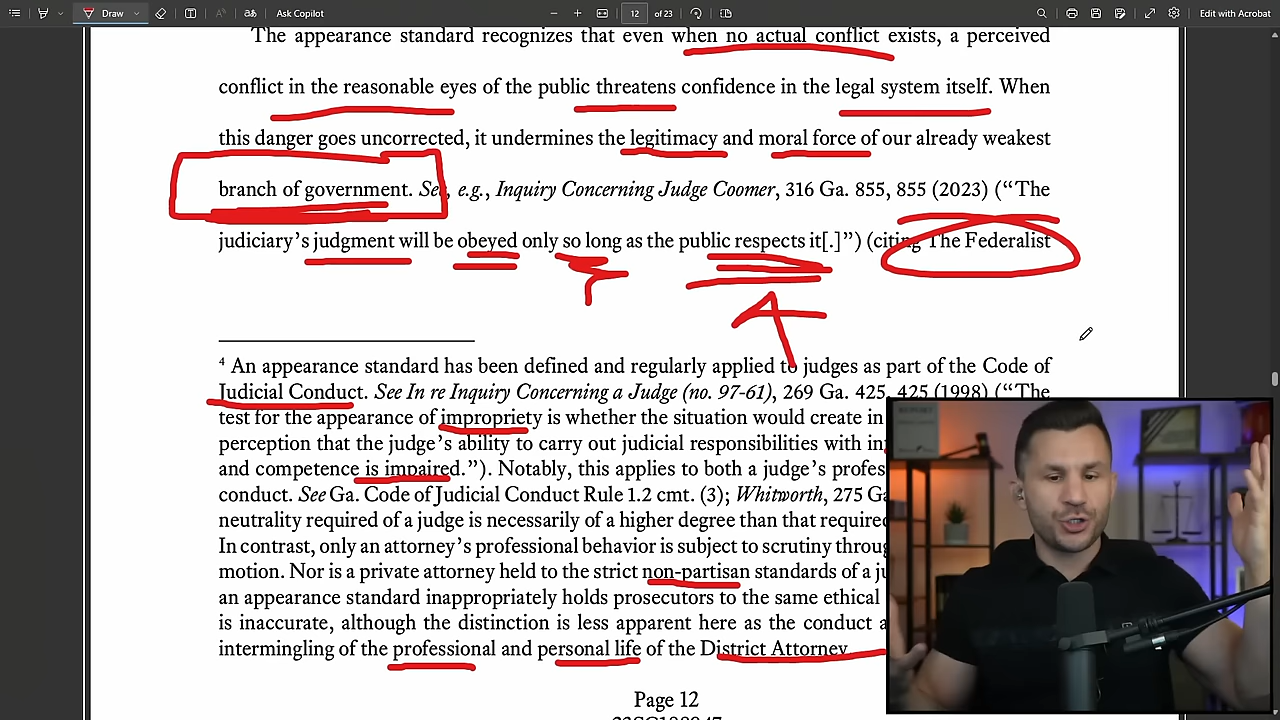 Draw
Ask Copilot
12 of 23
Edit with Acrobat
The appearance standard recognizes that even when no actual conflict exists, a perceived
conflict in the reasonable eyes of the public threatens confidence in the legal system itself. When
this danger goes uncorrected, it undermines the legitimacy and moral force of our already weakest
branch of government. See, e.g., Inquiry Concerning Judge Coomer, 316 Ga. 855, 855 (2023) (“The
judiciary’s judgment will be obeyed only so long as the public respects it[.]”) (citing The Federalist
4 An appearance standard has been defined and regularly applied to judges as part of the Code of
Judicial Conduct. See In re Inquiry Concerning a Judge (no. 97-61), 269 Ga. 425, 425 (1998) (“The
test for the appearance of impropriety is whether the situation would create in
perception that the judge’s ability to carry out judicial responsibilities with
and competence is impaired.”). Notably, this applies to both a judge’s
conduct. See Ga. Code of Judicial Conduct Rule 1.2 cmt. (3); Whitworth, 275
neutrality required of a judge is necessarily of a higher degree than that
In contrast, only an attorney’s professional behavior is subject to scrutiny
motion. Nor is a private attorney held to the strict non-partisan standards of a
an appearance standard inappropriately holds prosecutors to the same ethical
is inaccurate, although the distinction is less apparent here as the conduct
intermingling of the professional and personal life of the District Attorney
Page 12